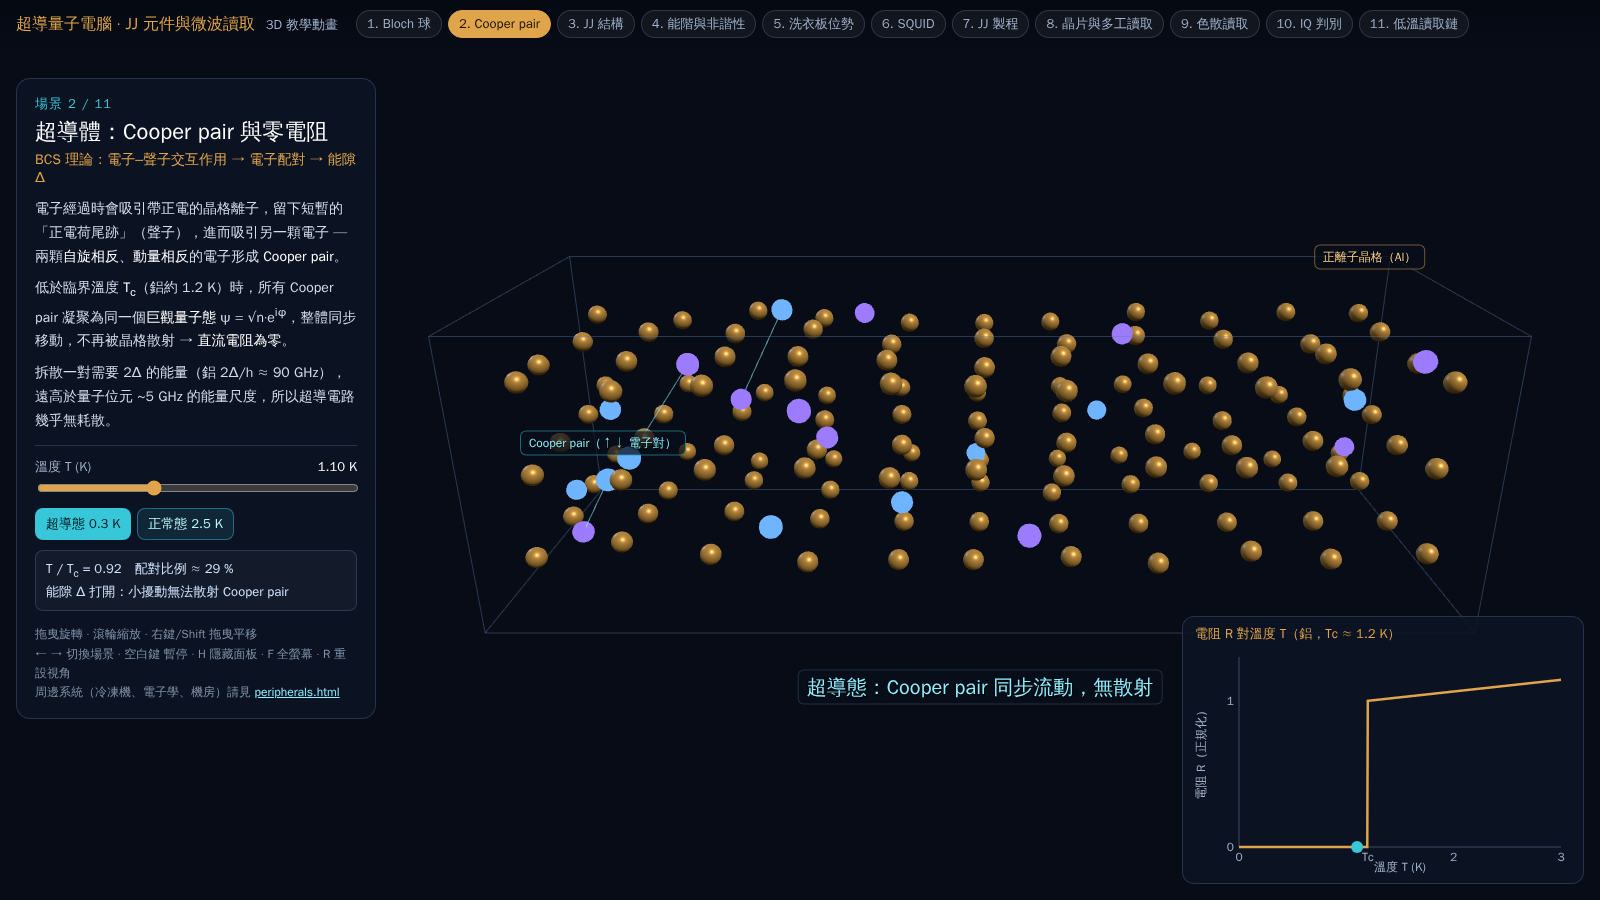 超導量子電腦 · JJ 元件與微波讀取 3D 教學動畫
1. Bloch 球
2. Cooper pair
3. JJ 結構
4. 能階與非諧性
5. 洗衣板位勢
6. SQUID
7. JJ 製程
8. 晶片與多工讀取
9. 色散讀取
10. IQ 判別
11. 低溫讀取鏈
場景 2 / 11
超導體：Cooper pair 與零電阻
BCS 理論：電子–聲子交互作用 → 電子配對 → 能隙
Δ
電子經過時會吸引帶正電的晶格離子，留下短暫的
「正電荷尾跡」（聲子），進而吸引另一顆電子 —
兩顆自旋相反、動量相反的電子形成 Cooper pair。
低於臨界溫度 Tc（鋁約 1.2 K）時，所有 Cooper
pair 凝聚為同一個巨觀量子態 ψ = √n·e^iφ，整體同步
移動，不再被晶格散射 → 直流電阻為零。
拆散一對需要 2Δ 的能量（鋁 2Δ/h ≈ 90 GHz），
遠高於量子位元 ~5 GHz 的能量尺度，所以超導電路
幾乎無耗散。
溫度 T (K) 1.10 K
超導態 0.3 K 正常態 2.5 K
T / Tc = 0.92 配對比例 ≈ 29 %
能隙 Δ 打開：小擾動無法散射 Cooper pair
拖曳旋轉 · 滾輪縮放 · 右鍵/Shift 拖曳平移
← → 切換場景 · 空白鍵 暫停 · H 隱藏面板 · F 全螢幕 · R 重
設視角
周邊系統（冷凍機、電子學、機房）請見 peripherals.html
正離子晶格（Al）
Cooper pair（↑ ↓ 電子對）
超導態：Cooper pair 同步流動，無散射
電阻 R 對溫度 T（鋁，Tc ≈ 1.2 K）
電阻 R（正規化）
1
0
0 Tc 2 3
溫度 T (K)